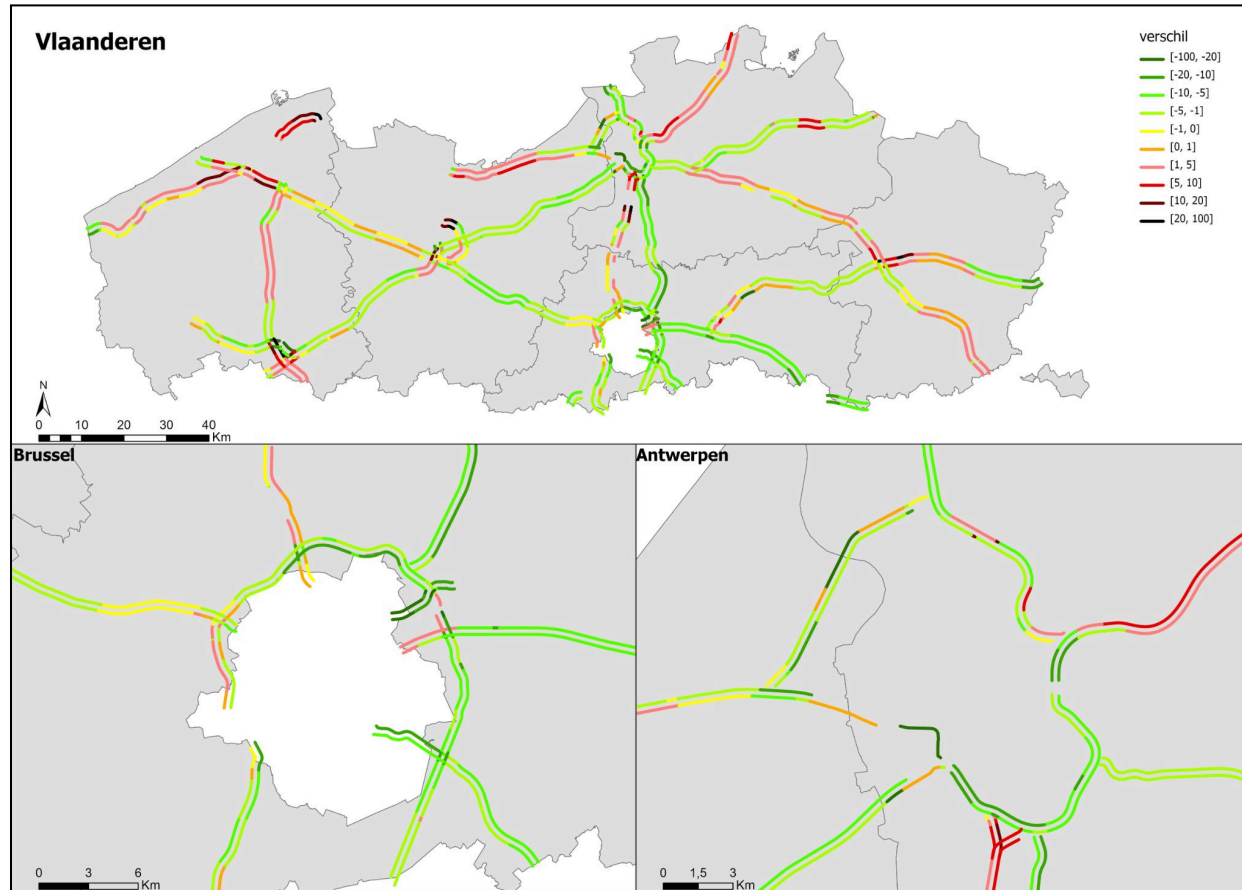 Vlaanderen
verschil
[-100, -20]
[-20, -10]
[-10, -5]
[-5, -1]
[-1, 0]
[0, 1]
[1, 5]
[5, 10]
[10, 20]
[20, 100]
N
0 10 20 30 40
Km
Brussel
Antwerpen
0 3 6
Km
0 1,5 3
Km